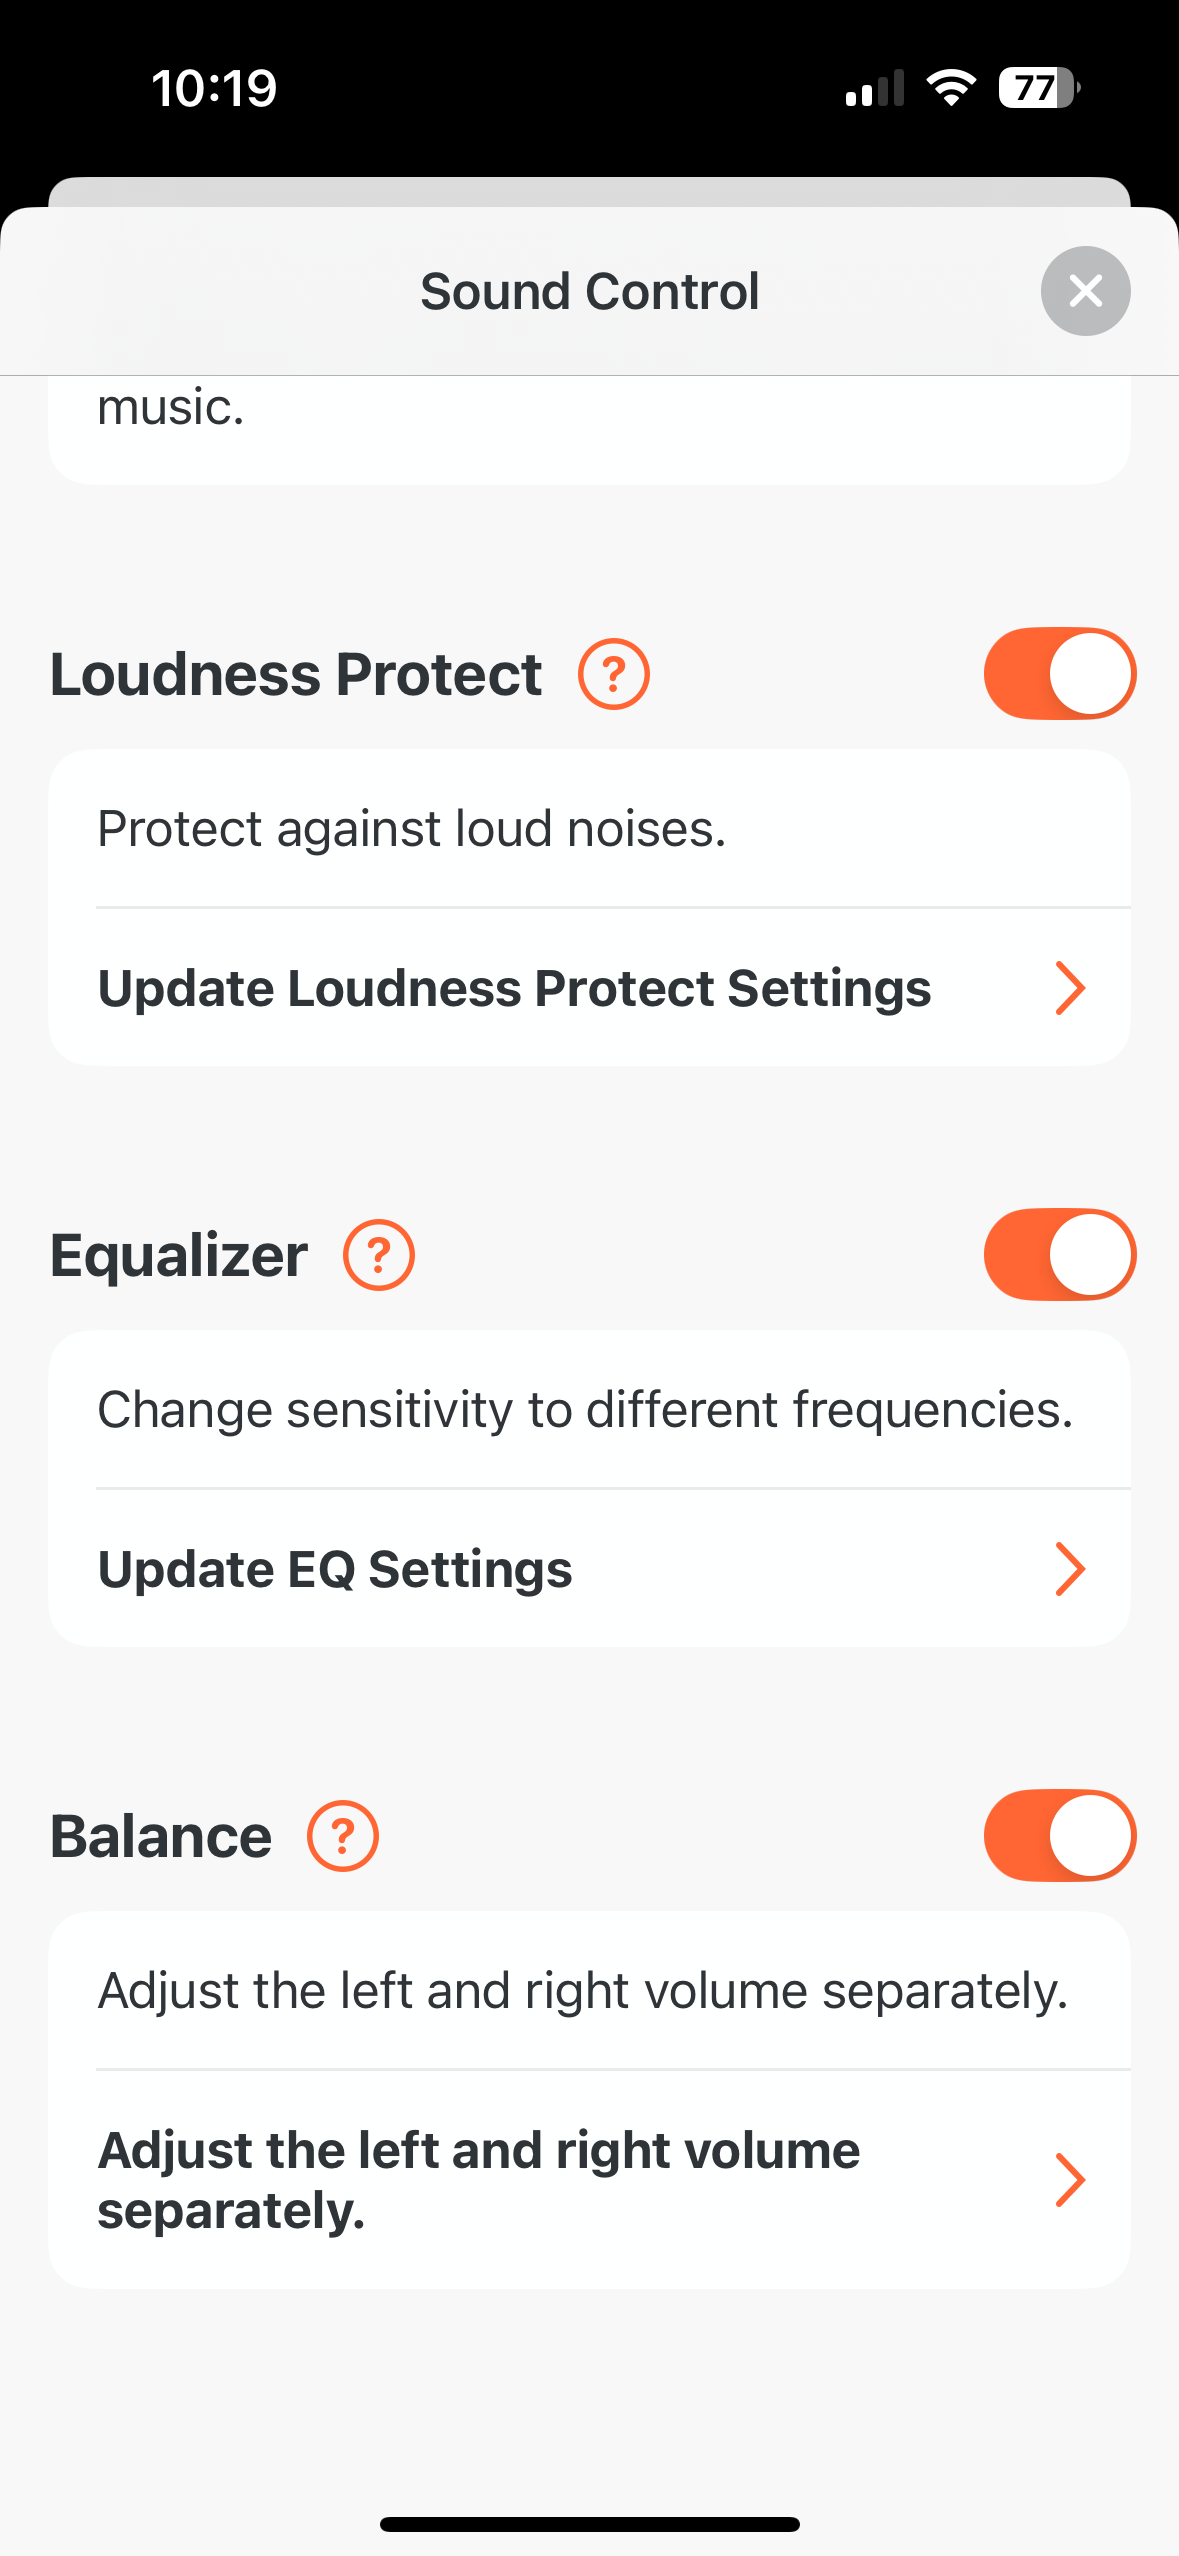 10:19
77
Sound Control
music.
Loudness Protect ?
Protect against loud noises.
Update Loudness Protect Settings
Equalizer ?
Change sensitivity to different frequencies.
Update EQ Settings
Balance ?
Adjust the left and right volume separately.
Adjust the left and right volume
separately.